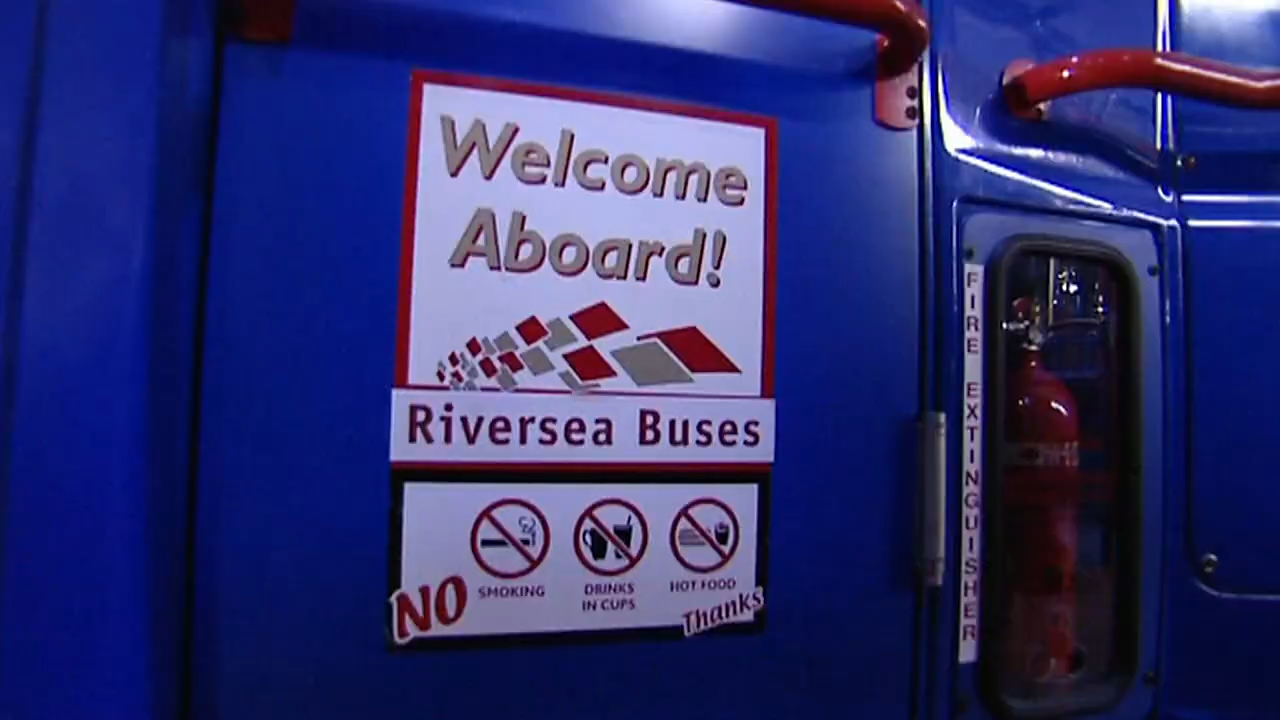 Welcome
Aboard!
Riversea Buses
NO
SMOKING
DRINKS
IN CUPS
HOT FOOD
Thanks
FIRE EXTINGUISHER